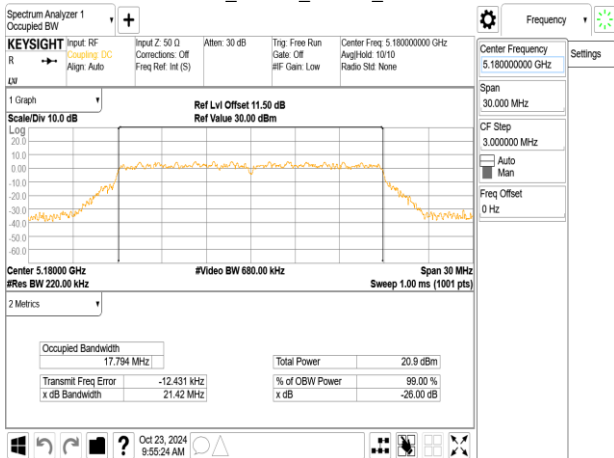 Spectrum Analyzer 1
Occupied BW
Frequency
KEYSIGHT
R
LXI
Input: RF
Coupling: DC
Align: Auto
Input Z: 50 Ω
Corrections: Off
Freq Ref: Int (S)
Atten: 30 dB
Trig: Free Run
Gate: Off
#IF Gain: Low
Center Freq: 5.180000000 GHz
Avg|Hold: 10/10
Radio Std: None
Center Frequency
5.180000000 GHz
Settings
Span
30.000 MHz
CF Step
3.000000 MHz
Auto
Man
Freq Offset
0 Hz
1 Graph
Scale/Div 10.0 dB
Ref Lvl Offset 11.50 dB
Ref Value 30.00 dBm
Log
20.0
10.0
0.00
-10.0
-20.0
-30.0
-40.0
-50.0
-60.0
Center 5.18000 GHz
#Video BW 680.00 kHz
Span 30 MHz
#Res BW 220.00 kHz
Sweep 1.00 ms (1001 pts)
2 Metrics
Occupied Bandwidth
17.794 MHz
Total Power 20.9 dBm
Transmit Freq Error -12.431 kHz
% of OBW Power 99.00 %
x dB Bandwidth 21.42 MHz
x dB -26.00 dB
?
Oct 23, 2024
9:55:24 AM